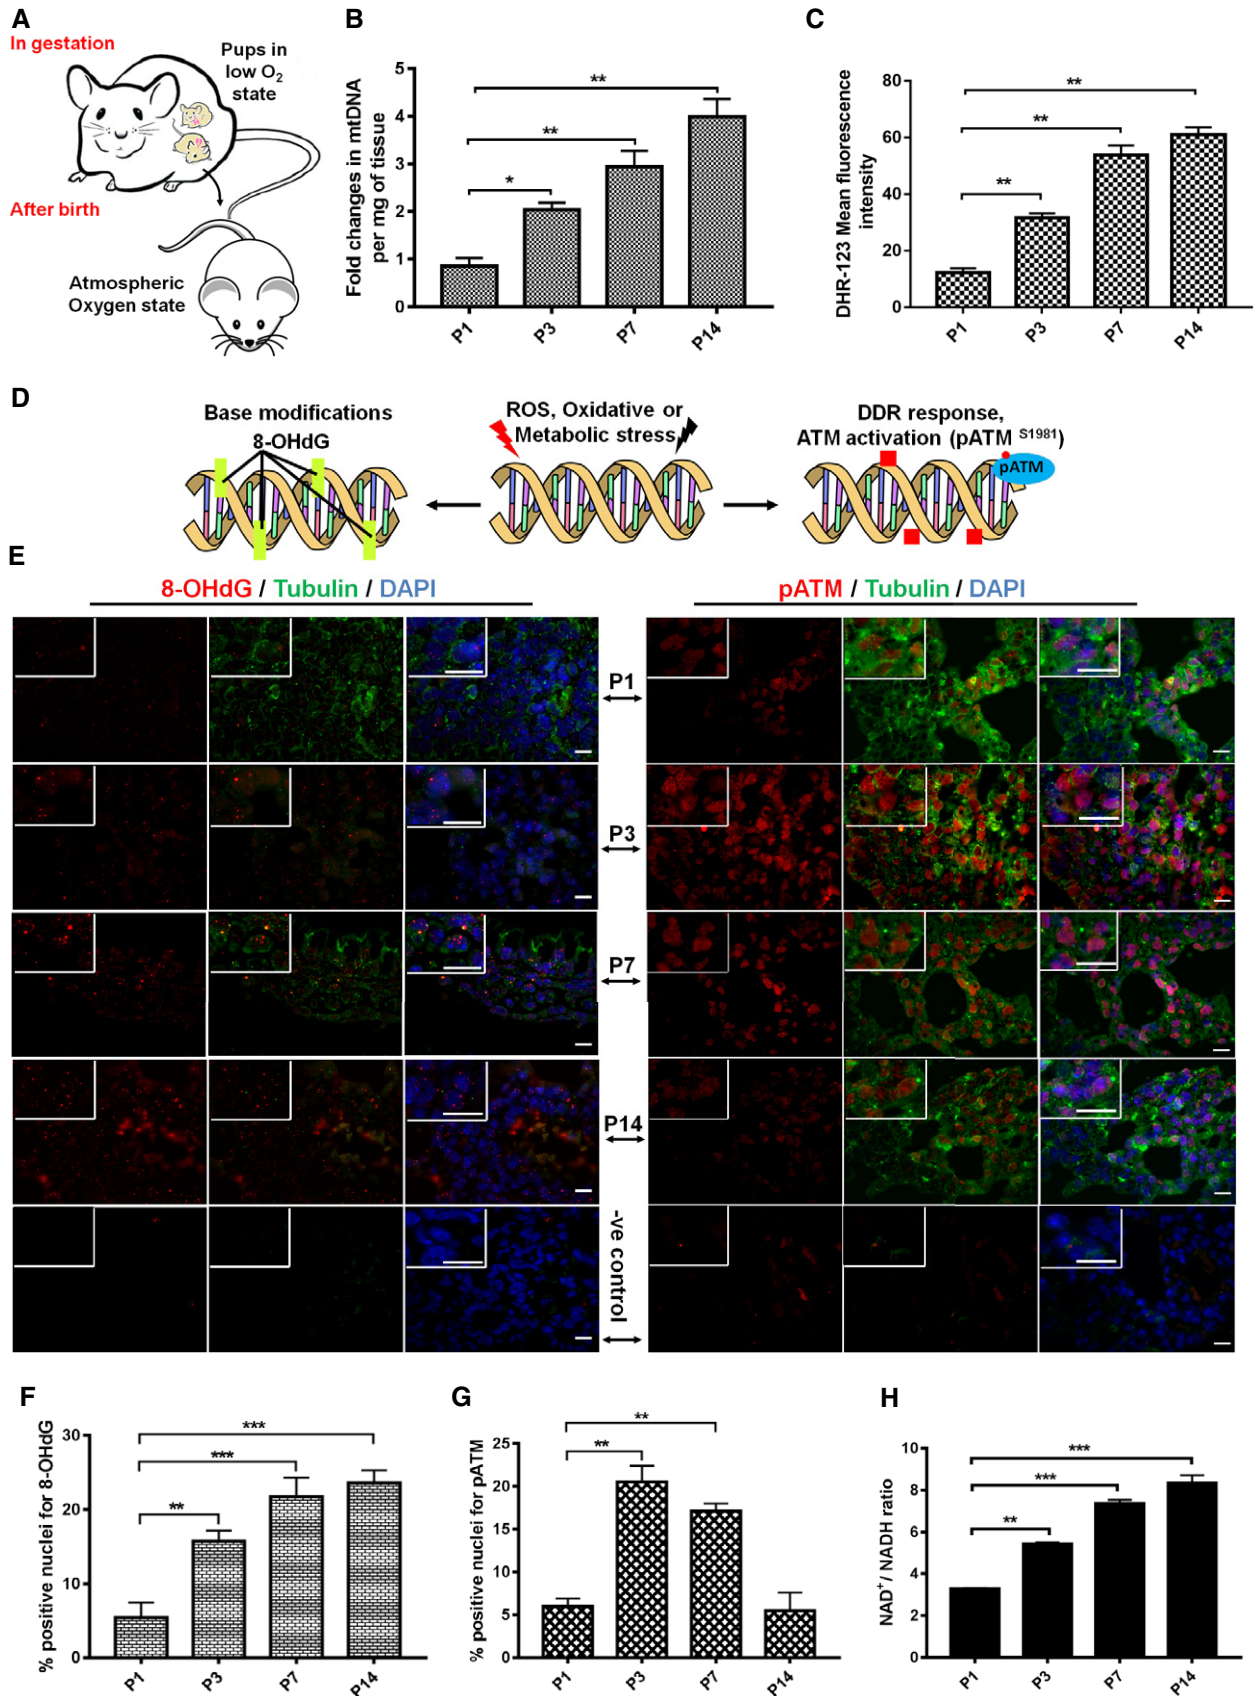 A
In gestation
Pups in
low O2
state
After birth
Atmospheric
Oxygen state
B
Fold changes in mtDNA
per mg of tissue
5
4
3
2
1
0
*
**
**
P1
P3
P7
P14
C
DHR-123 Mean fluorescence
intensity
80
60
40
20
0
**
**
**
P1
P3
P7
P14
D
Base modifications
8-OHdG
ROS, Oxidative or
Metabolic stress
DDR response,
ATM activation (pATM S1981)
pATM
E
8-OHdG / Tubulin / DAPI
pATM / Tubulin / DAPI
P1
P3
P7
P14
-ve control
F
% positive nuclei for 8-OHdG
30
20
10
0
**
***
***
P1
P3
P7
P14
G
% positive nuclei for pATM
25
20
15
10
5
0
**
**
P1
P3
P7
P14
H
NAD+/ NADH ratio
10
8
6
4
2
0
**
***
***
P1
P3
P7
P14